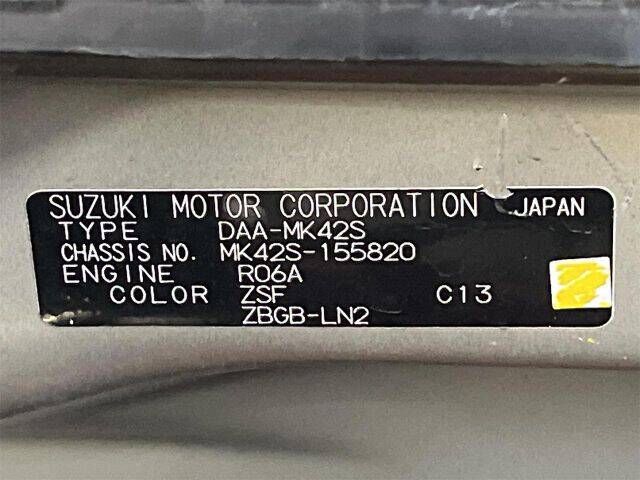 SUZUKI MOTOR CORPORATION JAPAN
TYPE DAA-MK42S
CHASSIS NO. MK42S-155820
ENGINE R06A
COLOR ZSF C13
ZBGB-LN2